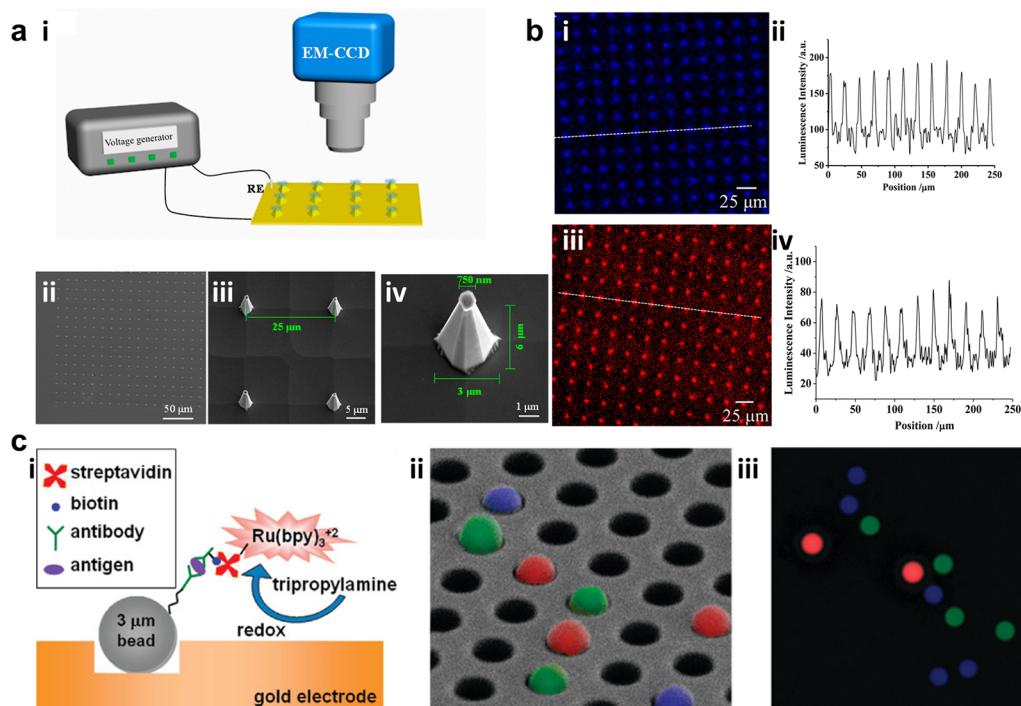 a i
EM-CCD
Voltage generator
RE
ii
50 μm
iii
25 μm
5 μm
iv
750 nm
6 μm
3 μm
1 μm
b i
25 μm
ii
Luminescence Intensity /a.u.
200
150
100
50
0 50 100 150 200 250
Position /μm
iii
25 μm
iv
Luminescence Intensity /a.u.
100
80
60
40
20
0 50 100 150 200 250
Position /μm
c
i
streptavidin
biotin
antibody
antigen
Ru(bpy)₃⁺²
tripropylamine
redox
3 μm
bead
gold electrode
ii
iii